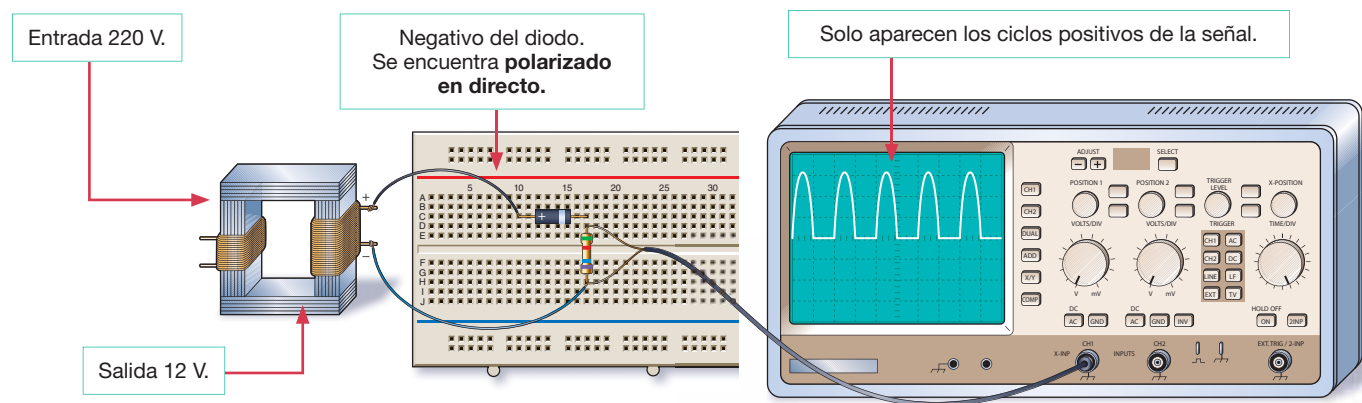 Entrada 220 V.
Negativo del diodo.
Se encuentra polarizado
en directo.
Solo aparecen los ciclos positivos de la señal.
Salida 12 V.
+
−
5 10 15 20 25 30
A
B
C
D
E
F
G
H
I
J
+
ADJUST
− +
SELECT
CH1
CH2
DUAL
ADD
X/Y
COMP
POSITION 1
POSITION 2
TRIGGER
LEVEL
X-POSITION
VOLTS/DIV
VOLTS/DIV
TRIGGER
TIME/DIV
CH1 AC
CH2 DC
LINE LF
EXT TV
V mV
V mV
DC
AC GND
DC
AC GND INV
HOLD OFF
ON 2INP
X-INP
CH1
INPUTS
CH2
EXT.TRIG / 2-INP